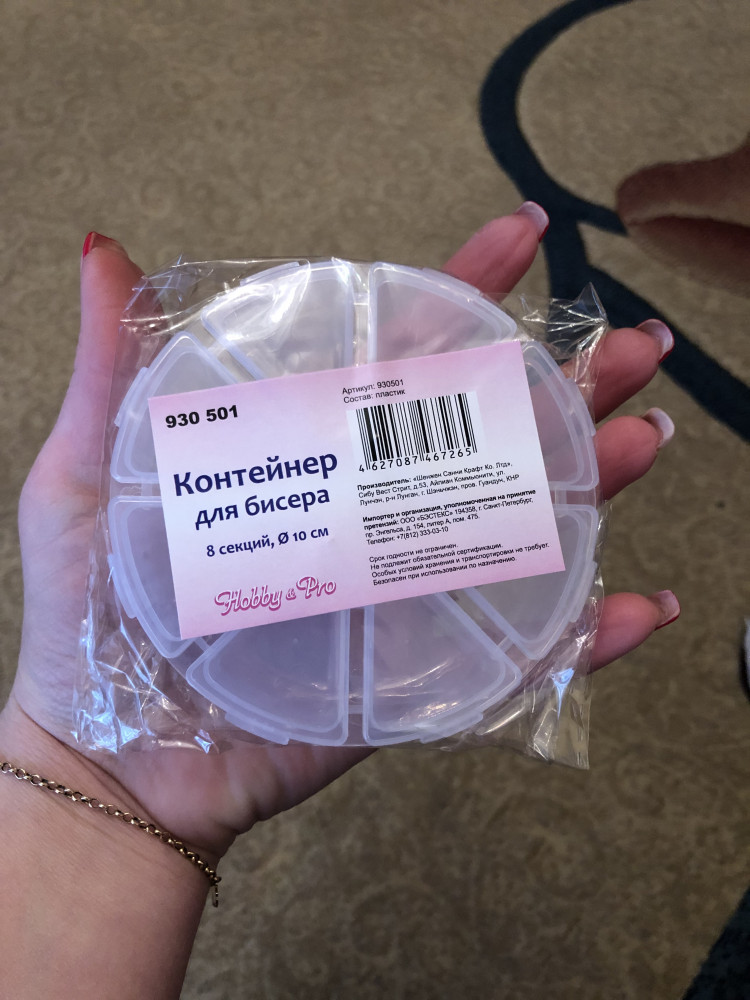 930 501
Контейнер
для бисера
8 секций, Ø 10 см
Hobby & Pro
Артикул: 930501
Состав: пластик
4 627087 467265
Производитель: «Шенжен Санни Крафт Ко. Лтд»,
Сибу Вест Стрит, д.53, Айлиан Коммьюнити, ул.
Лунчэн, р-н Лунган, г. Шэньчжэн, пров. Гуандун, КНР
Импортер и организация, уполномоченная на принятие
претензий: ООО «БЭСТЕКС» 194358, г. Санкт-Петербург,
пр. Энгельса, д. 154, литер А, пом. 475.
Телефон: +7(812) 333-03-10
Срок годности не ограничен.
Не подлежит обязательной сертификации.
Особых условий хранения и транспортировки не требует.
Безопасен при использовании по назначению.